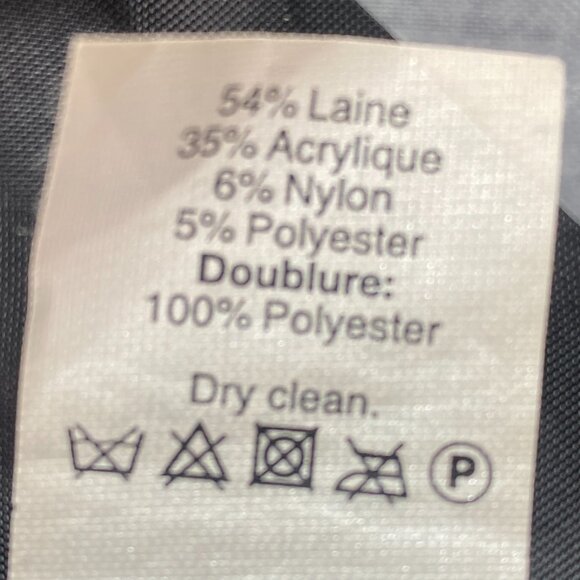 54% Laine
35% Acrylique
6% Nylon
5% Polyester
Doublure:
100% Polyester
Dry clean.
P